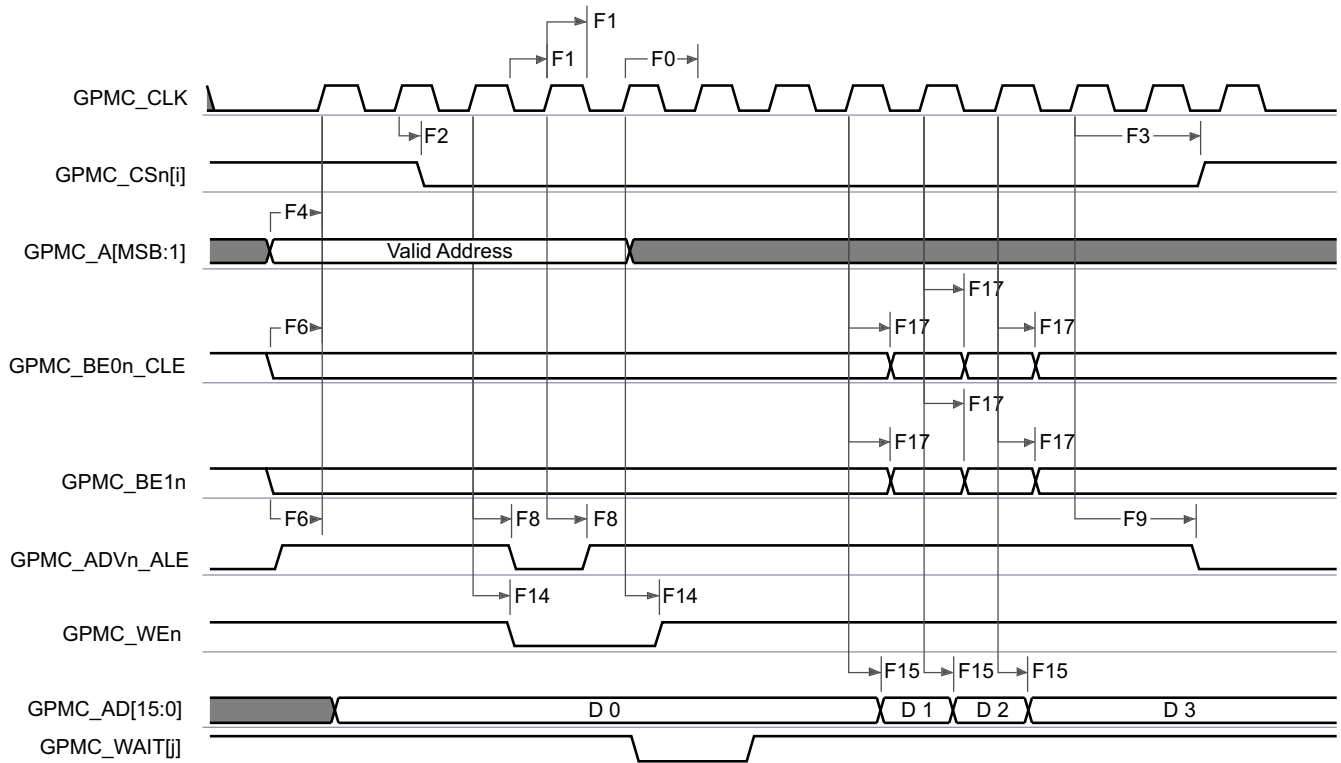 F1
F1
F0
GPMC_CLK
F2
F3
GPMC_CSn[i]
F4
GPMC_A[MSB:1]
Valid Address
F17
F6
F17
F17
GPMC_BE0n_CLE
F17
F17
F17
GPMC_BE1n
F6
F8
F8
F9
GPMC_ADVn_ALE
F14
F14
GPMC_WEn
F15
F15
F15
GPMC_AD[15:0]
D 0
D 1
D 2
D 3
GPMC_WAIT[j]